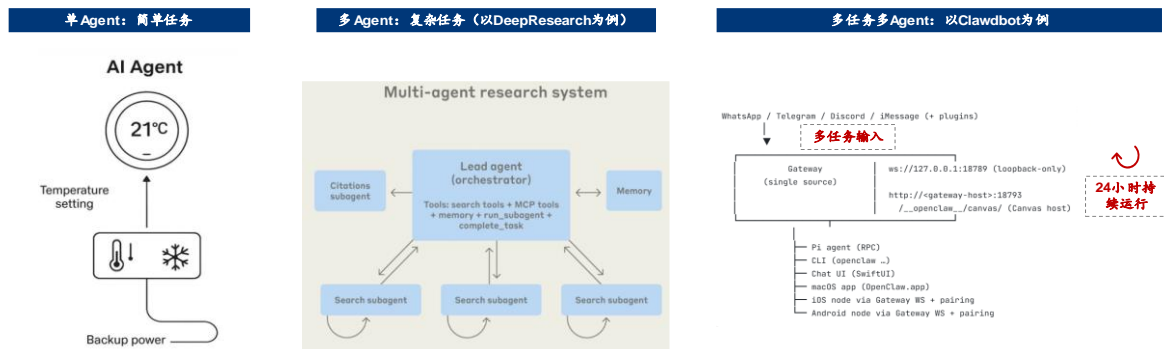 单Agent：简单任务
AI Agent
21℃
Temperature
setting
Backup power
多Agent：复杂任务（以DeepResearch为例）
Multi-agent research system
Citations
subagent
Lead agent
(orchestrator)
Tools: search tools + MCP tools
+ memory + run_subagent +
complete_task
Memory
Search subagent
Search subagent
Search subagent
多任务多Agent：以Clawdbot为例
WhatsApp / Telegram / Discord / iMessage (+ plugins)
多任务输入
Gateway
(single source)
ws://127.0.0.1:18789 (loopback-only)
http://<gateway-host>:18793
/__openclaw__/canvas/ (Canvas host)
24小时持
续运行
Pi agent (RPC)
CLI (openclaw …)
Chat UI (SwiftUI)
macOS app (OpenClaw.app)
iOS node via Gateway WS + pairing
Android node via Gateway WS + pairing